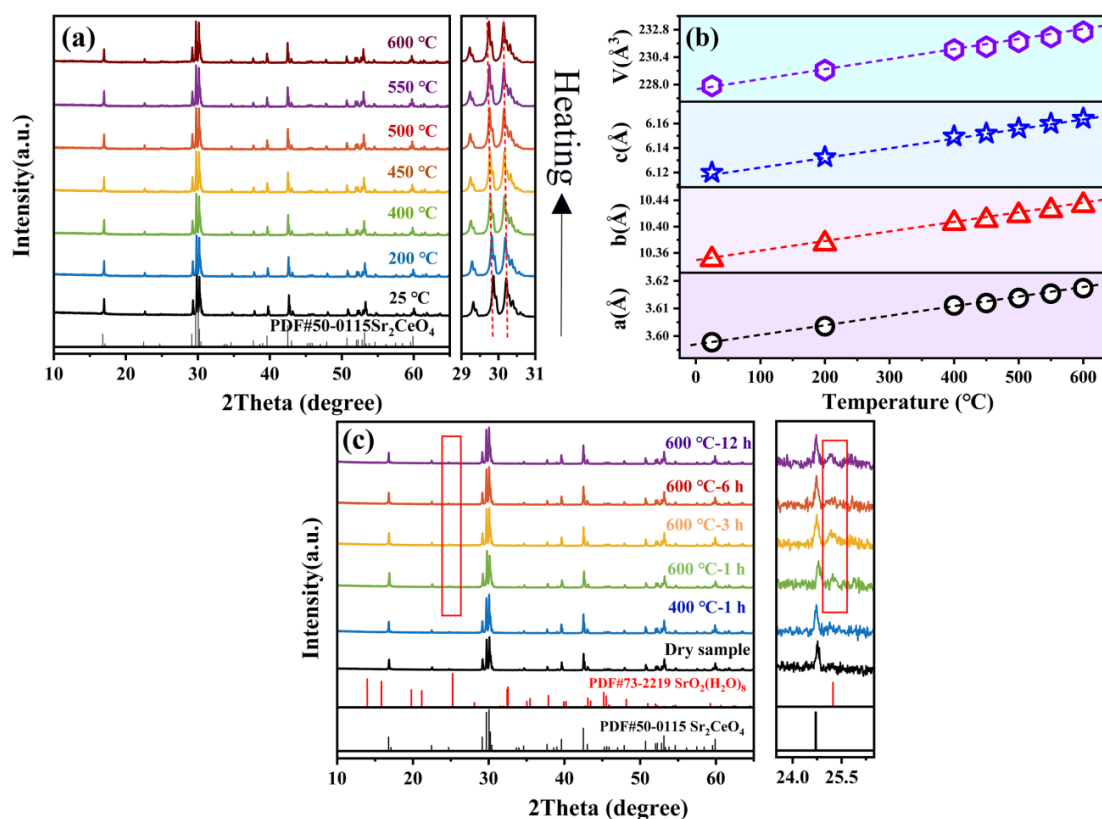 (a)
600 °C
550 °C
500 °C
450 °C
400 °C
200 °C
25 °C
PDF#50-0115Sr₂CeO₄
Intensity(a.u.)
10 20 30 40 50 60
2Theta (degree)
29 30 31
Heating
(b)
V(Å³)
232.8
230.4
228.0
c(Å)
6.16
6.14
6.12
b(Å)
10.44
10.40
10.36
a(Å)
3.62
3.61
3.60
0 100 200 300 400 500 600
Temperature (°C)
(c)
600 °C-12 h
600 °C-6 h
600 °C-3 h
600 °C-1 h
400 °C-1 h
Dry sample
PDF#73-2219 SrO₂(H₂O)₈
PDF#50-0115 Sr₂CeO₄
Intensity(a.u.)
10 20 30 40 50 60
2Theta (degree)
24.0 25.5